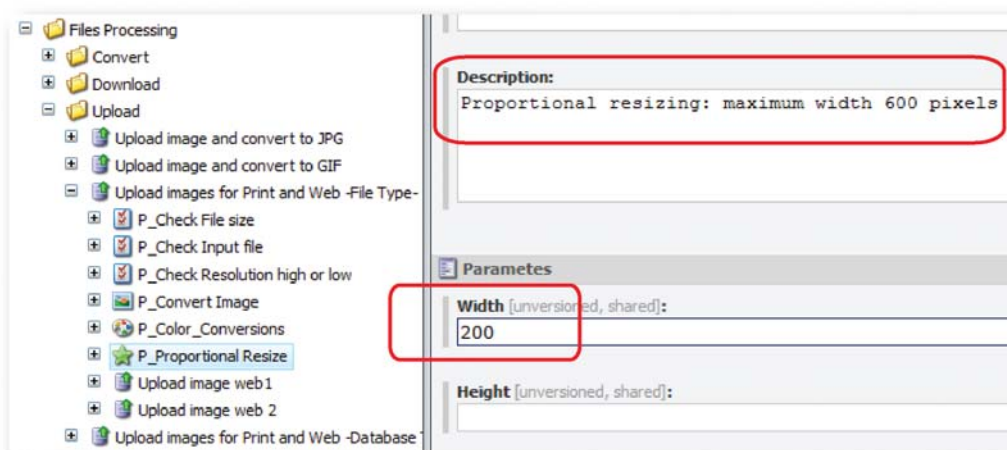 Files Processing
Convert
Download
Upload
Upload image and convert to JPG
Upload image and convert to GIF
Upload images for Print and Web -File Type-
P_Check File size
P_Check Input file
P_Check Resolution high or low
P_Convert Image
P_Color_Conversions
P_Proportional Resize
Upload image web1
Upload image web 2
Upload images for Print and Web -Database
Description:
Proportional resizing: maximum width 600 pixels
Parametes
Width [unversioned, shared]:
200
Height [unversioned, shared]: